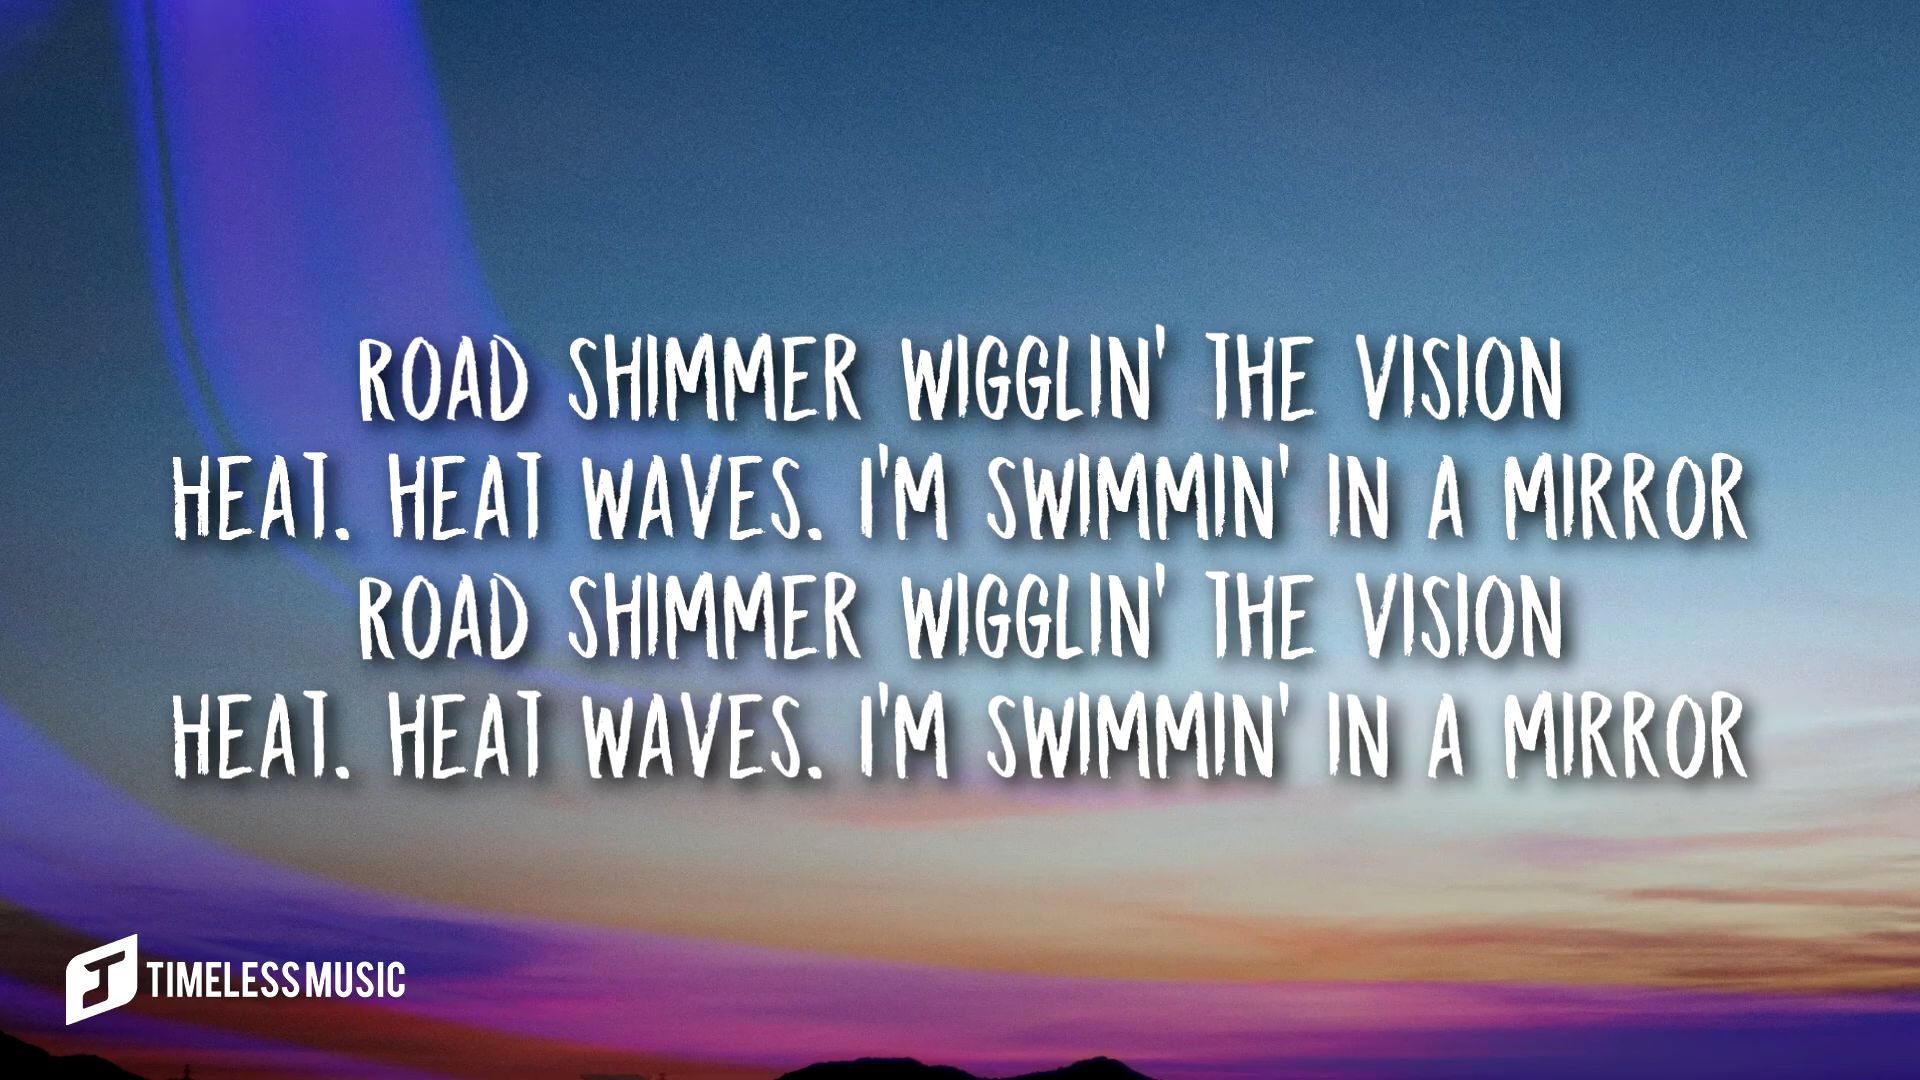 ROAD SHIMMER WIGGLIN' THE VISION
HEAT. HEAT WAVES. I'M SWIMMIN' IN A MIRROR
ROAD SHIMMER WIGGLIN' THE VISION
HEAT. HEAT WAVES. I'M SWIMMIN' IN A MIRROR
TIMELESS MUSIC